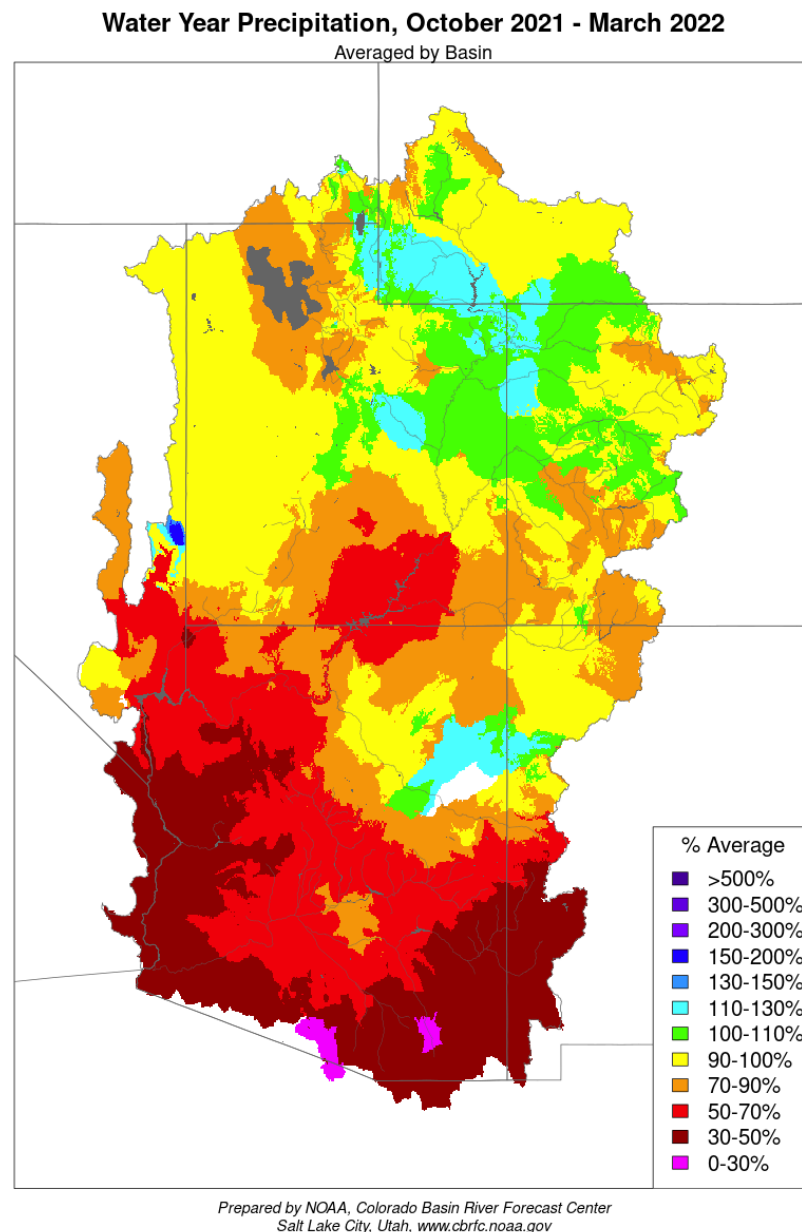 Water Year Precipitation, October 2021 - March 2022
Averaged by Basin
% Average
>500%
300-500%
200-300%
150-200%
130-150%
110-130%
100-110%
90-100%
70-90%
50-70%
30-50%
0-30%
Prepared by NOAA, Colorado Basin River Forecast Center
Salt Lake City, Utah, www.cbrfc.noaa.gov